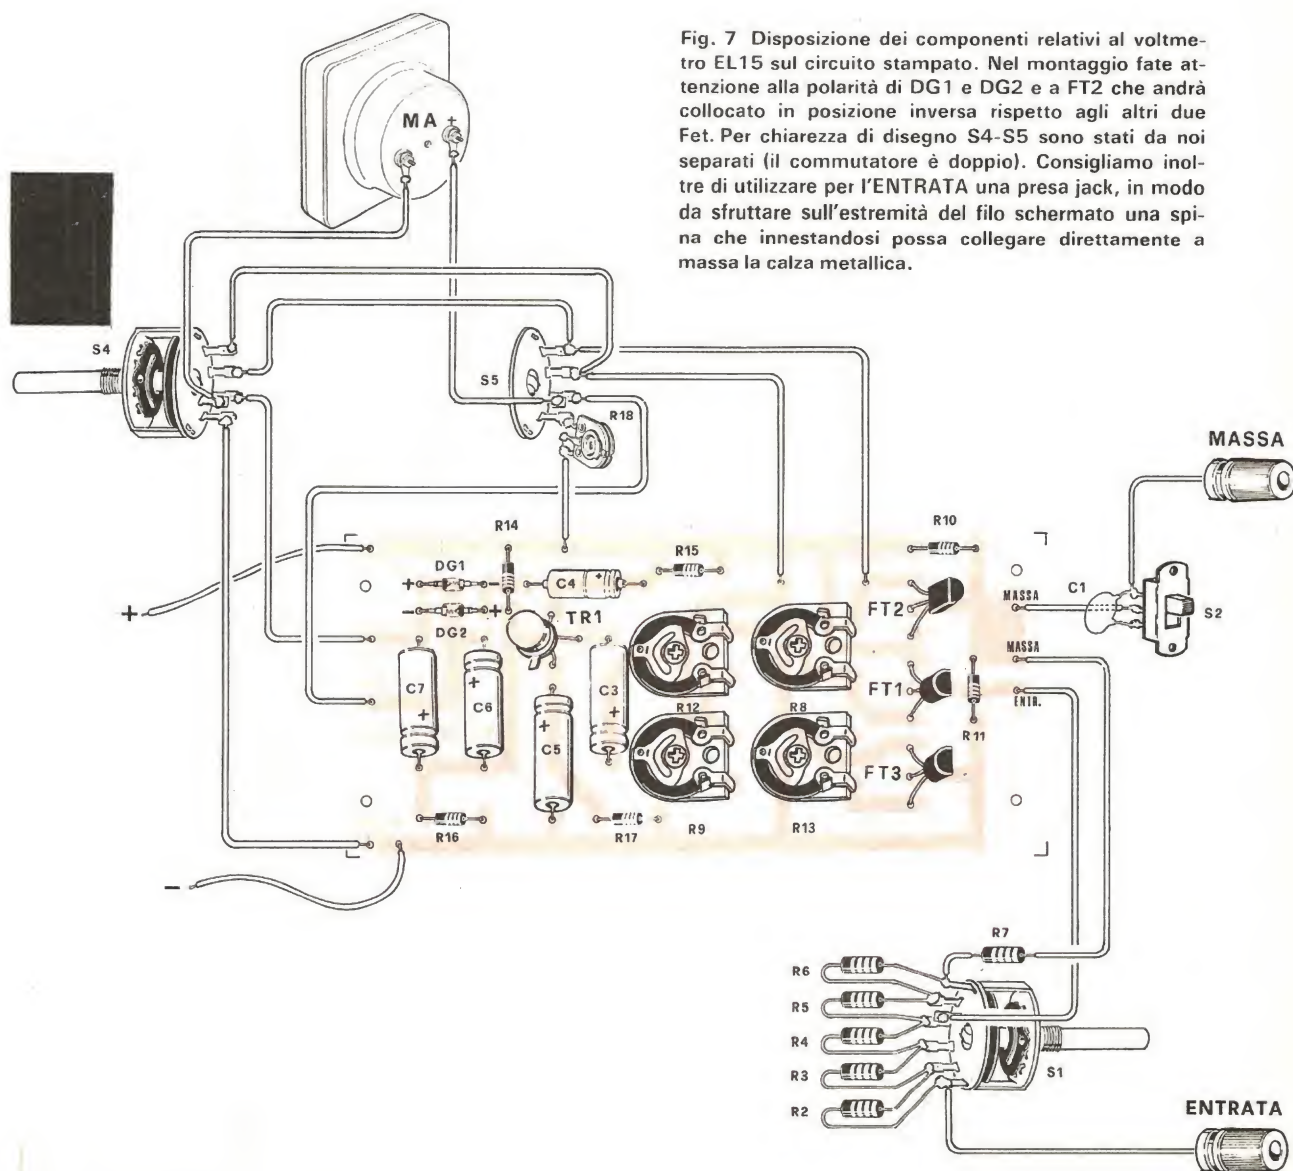 Fig. 7 Disposizione dei componenti relativi al voltme-
tro EL15 sul circuito stampato. Nel montaggio fate at-
tenzione alla polarità di DG1 e DG2 e a FT2 che andrà
collocato in posizione inversa rispetto agli altri due
Fet. Per chiarezza di disegno S4-S5 sono stati da noi
separati (il commutatore è doppio). Consigliamo inol-
tre di utilizzare per l'ENTRATA una presa jack, in modo
da sfruttare sull'estremità del filo schermato una spi-
na che innestandosi possa collegare direttamente a
massa la calza metallica.
MA +
S4
S5
R18
MASSA
R14
R15
R10
DG1
+ -
C4 +
FT2
MASSA
C1
S2
+
- +
DG2
TR1
MASSA
C7 +
+ C6
+ C5
C3 +
R12
R8
FT1
ENTR.
R11
FT3
R16
R17
R9
R13
-
R7
R6
R5
R4
R3
R2
S1
ENTRATA